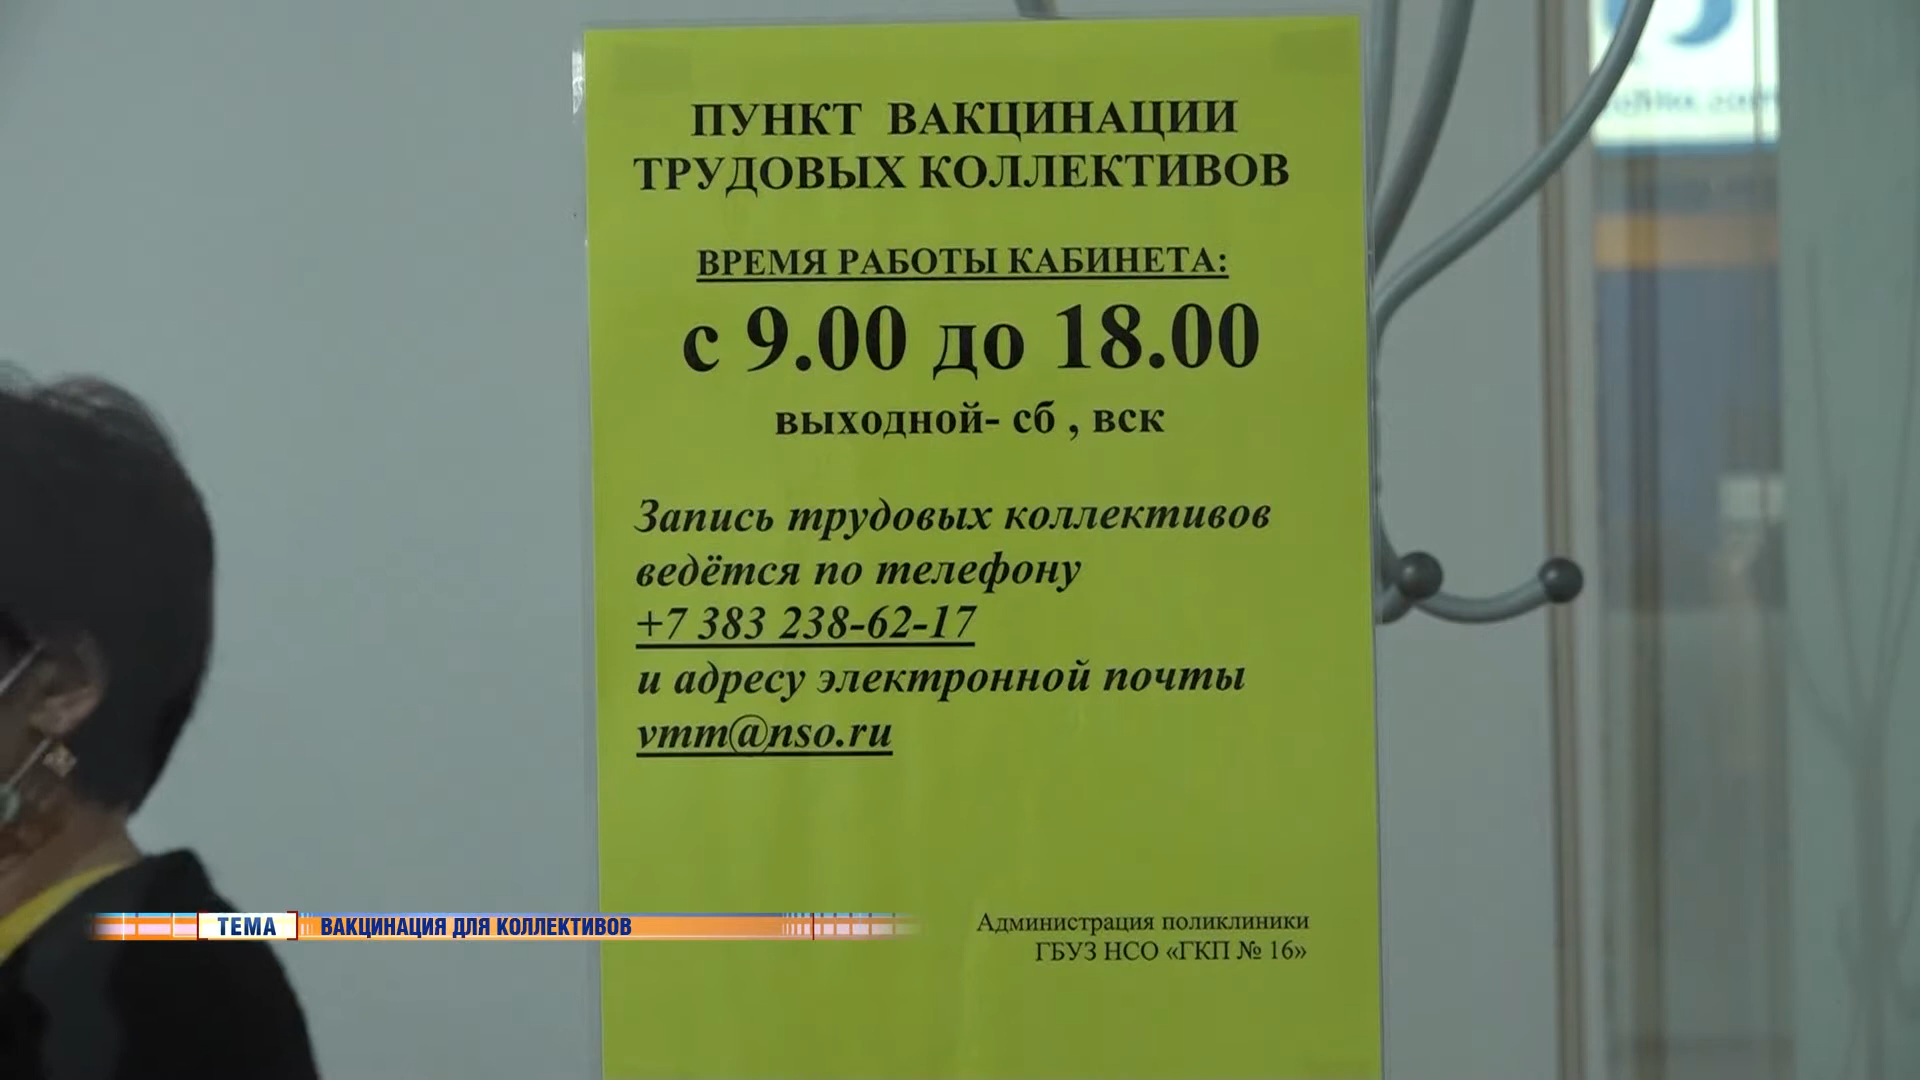 ПУНКТ ВАКЦИНАЦИИ
ТРУДОВЫХ КОЛЛЕКТИВОВ
ВРЕМЯ РАБОТЫ КАБИНЕТА:
с 9.00 до 18.00
выходной- сб , вск
Запись трудовых коллективов
ведётся по телефону
+7 383 238-62-17
и адресу электронной почты
vmm@nso.ru
Администрация поликлиники
ГБУЗ НСО «ГКП № 16»
ТЕМА ВАКЦИНАЦИЯ ДЛЯ КОЛЛЕКТИВОВ